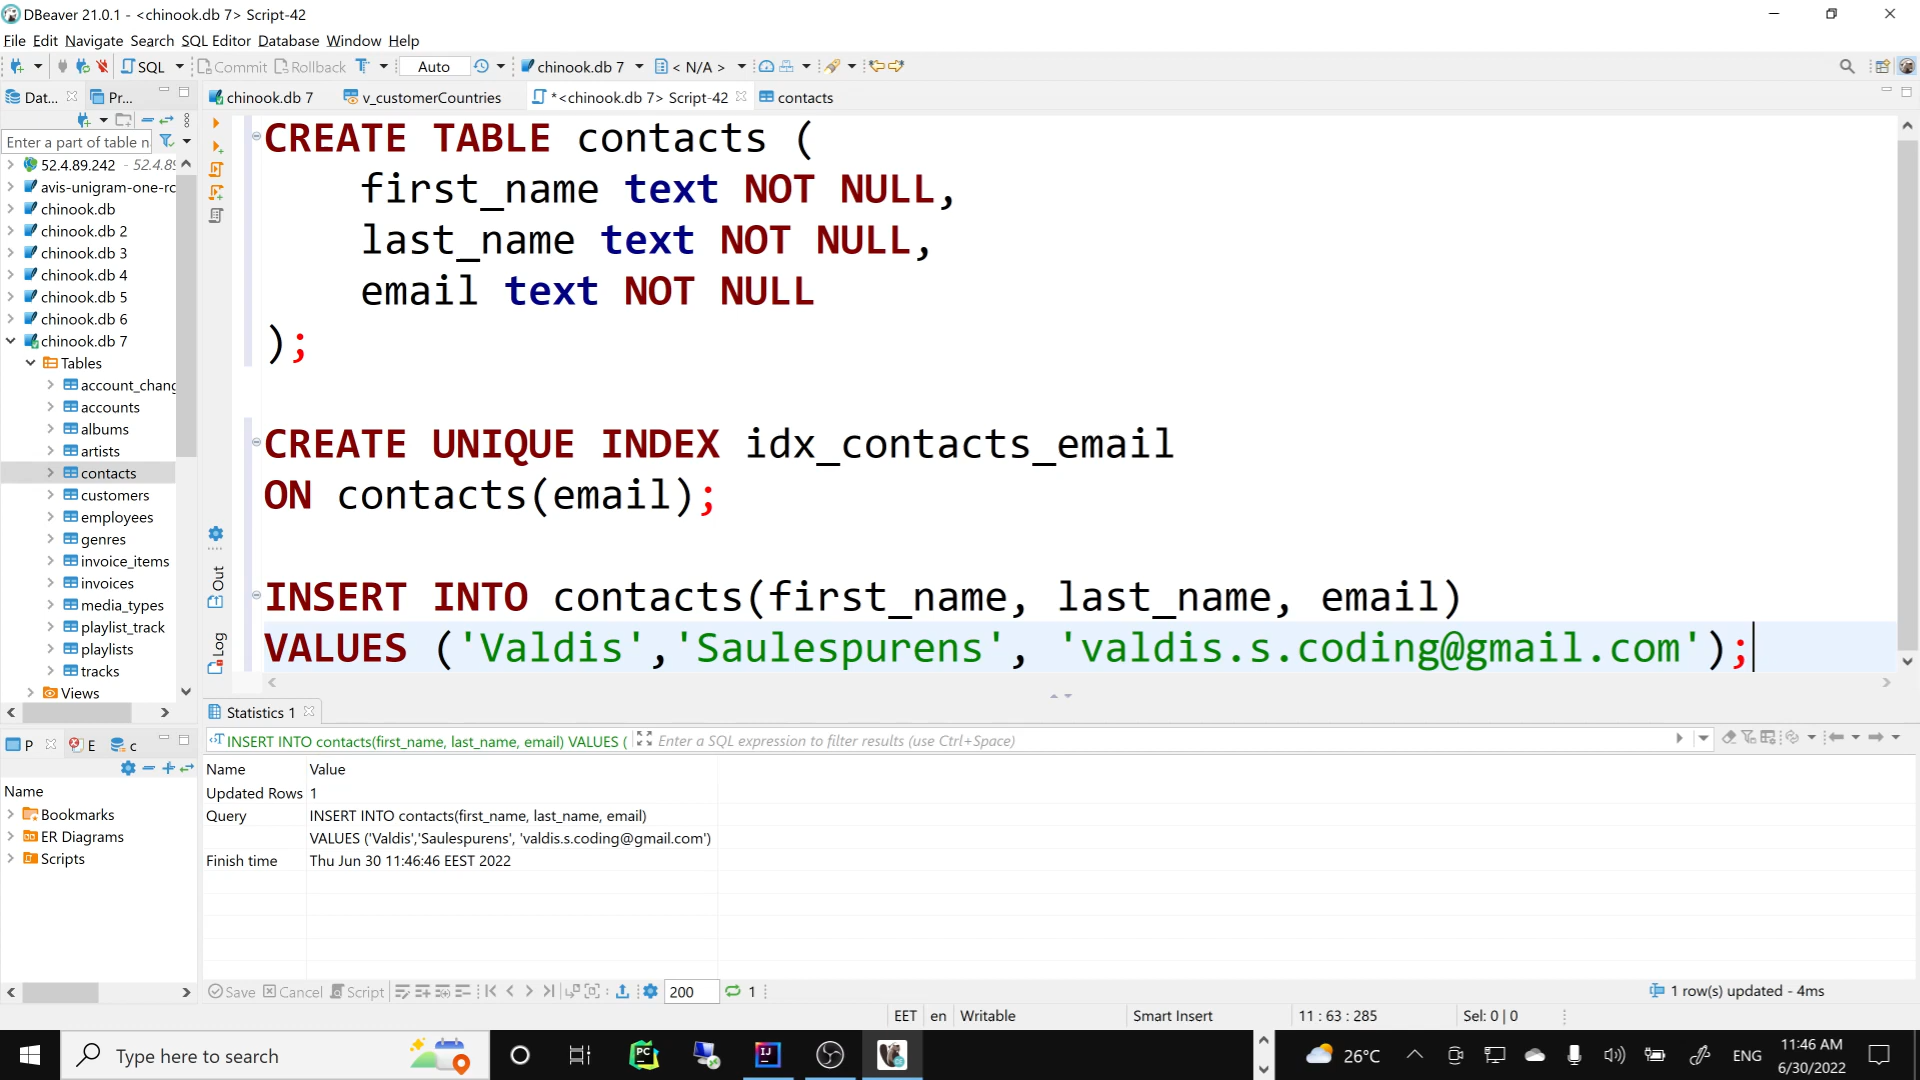 DBeaver 21.0.1 - <chinook.db 7> Script-42
File Edit Navigate Search SQL Editor Database Window Help
SQL Commit Rollback Auto chinook.db 7 < N/A >
Dat... Pr... chinook.db 7 v_customerCountries *<chinook.db 7> Script-42 contacts
Enter a part of table n
52.4.89.242 - 52.4.89
avis-unigram-one-rc
chinook.db
chinook.db 2
chinook.db 3
chinook.db 4
chinook.db 5
chinook.db 6
chinook.db 7
Tables
account_chang
accounts
albums
artists
contacts
customers
employees
genres
invoice_items
invoices
media_types
playlist_track
playlists
tracks
Views
CREATE TABLE contacts (
first_name text NOT NULL,
last_name text NOT NULL,
email text NOT NULL
);
CREATE UNIQUE INDEX idx_contacts_email
ON contacts(email);
INSERT INTO contacts(first_name, last_name, email)
VALUES ('Valdis','Saulespurens', 'valdis.s.coding@gmail.com');
Out
Log
P E c
Name
Bookmarks
ER Diagrams
Scripts
Statistics 1
INSERT INTO contacts(first_name, last_name, email) VALUES ( Enter a SQL expression to filter results (use Ctrl+Space)
Name Value
Updated Rows 1
Query INSERT INTO contacts(first_name, last_name, email)
VALUES ('Valdis','Saulespurens', 'valdis.s.coding@gmail.com')
Finish time Thu Jun 30 11:46:46 EEST 2022
Save Cancel Script 200 1 1 row(s) updated - 4ms
EET en Writable Smart Insert 11 : 63 : 285 Sel: 0 | 0
Type here to search PC IJ 26°C ENG 11:46 AM
6/30/2022